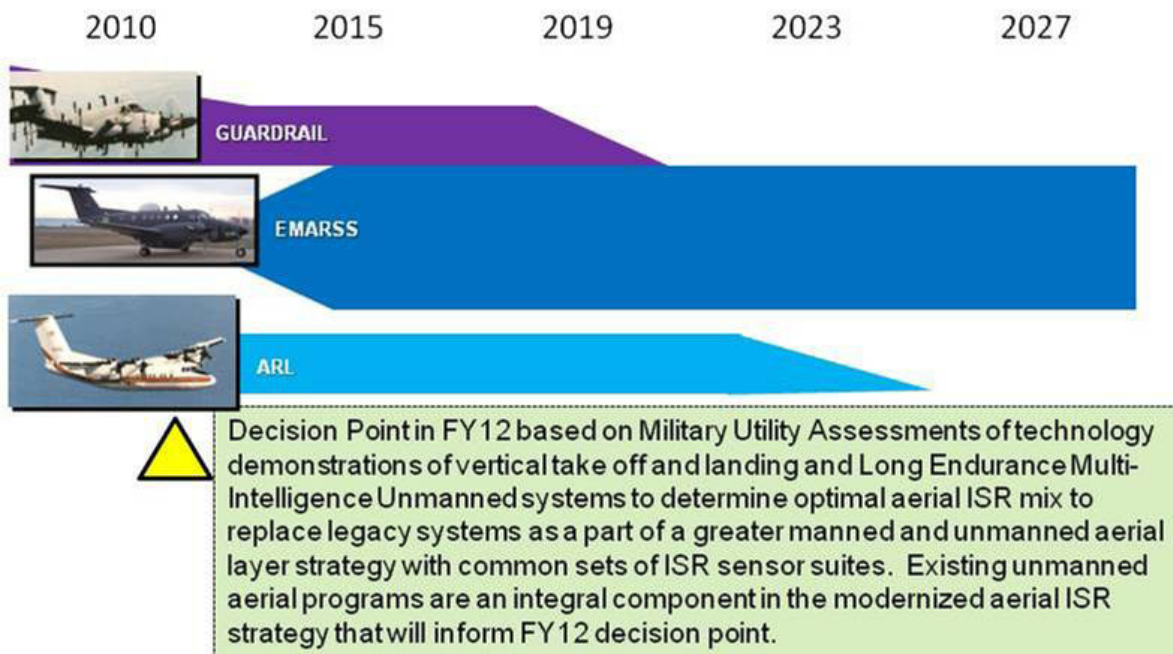 2010 2015 2019 2023 2027
GUARDRAIL
EMARSS
ARL
Decision Point in FY12 based on Military Utility Assessments of technology
demonstrations of vertical take off and landing and Long Endurance Multi-
Intelligence Unmanned systems to determine optimal aerial ISR mix to
replace legacy systems as a part of a greater manned and unmanned aerial
layer strategy with common sets of ISR sensor suites.  Existing unmanned
aerial programs are an integral component in the modernized aerial ISR
strategy that will inform FY12 decision point.